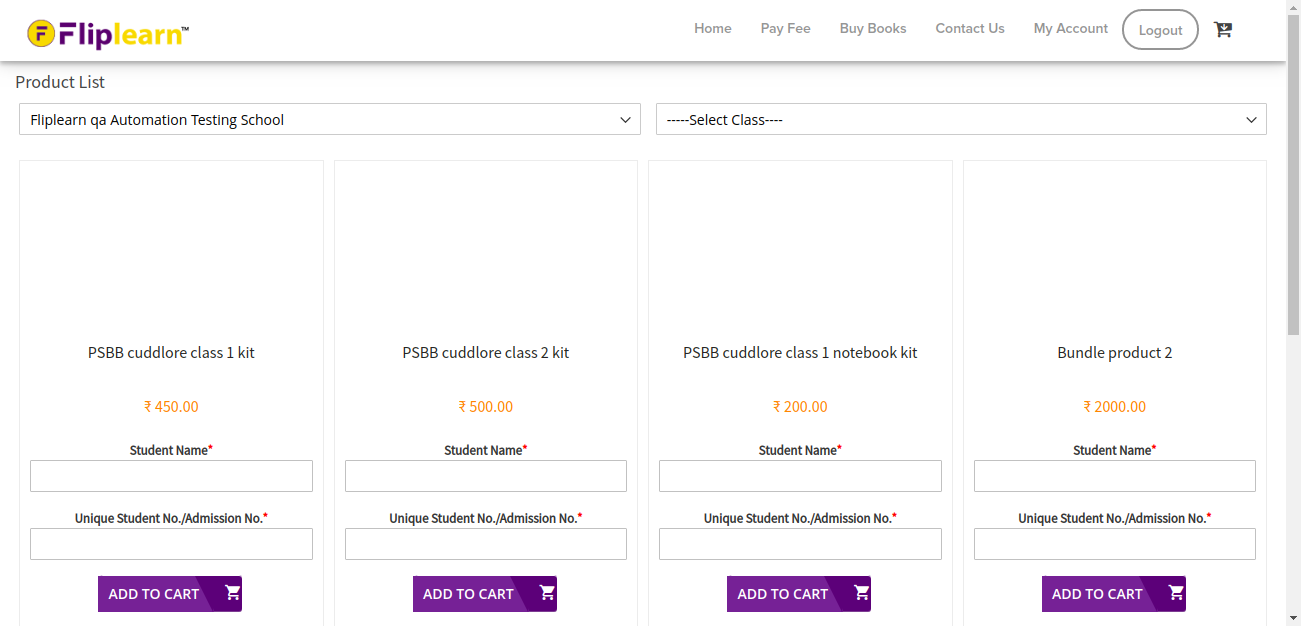 Fliplearn™
Home Pay Fee Buy Books Contact Us My Account Logout
Product List
Fliplearn qa Automation Testing School
-----Select Class----
PSBB cuddlore class 1 kit
₹ 450.00
Student Name*
Unique Student No./Admission No.*
ADD TO CART
PSBB cuddlore class 2 kit
₹ 500.00
Student Name*
Unique Student No./Admission No.*
ADD TO CART
PSBB cuddlore class 1 notebook kit
₹ 200.00
Student Name*
Unique Student No./Admission No.*
ADD TO CART
Bundle product 2
₹ 2000.00
Student Name*
Unique Student No./Admission No.*
ADD TO CART